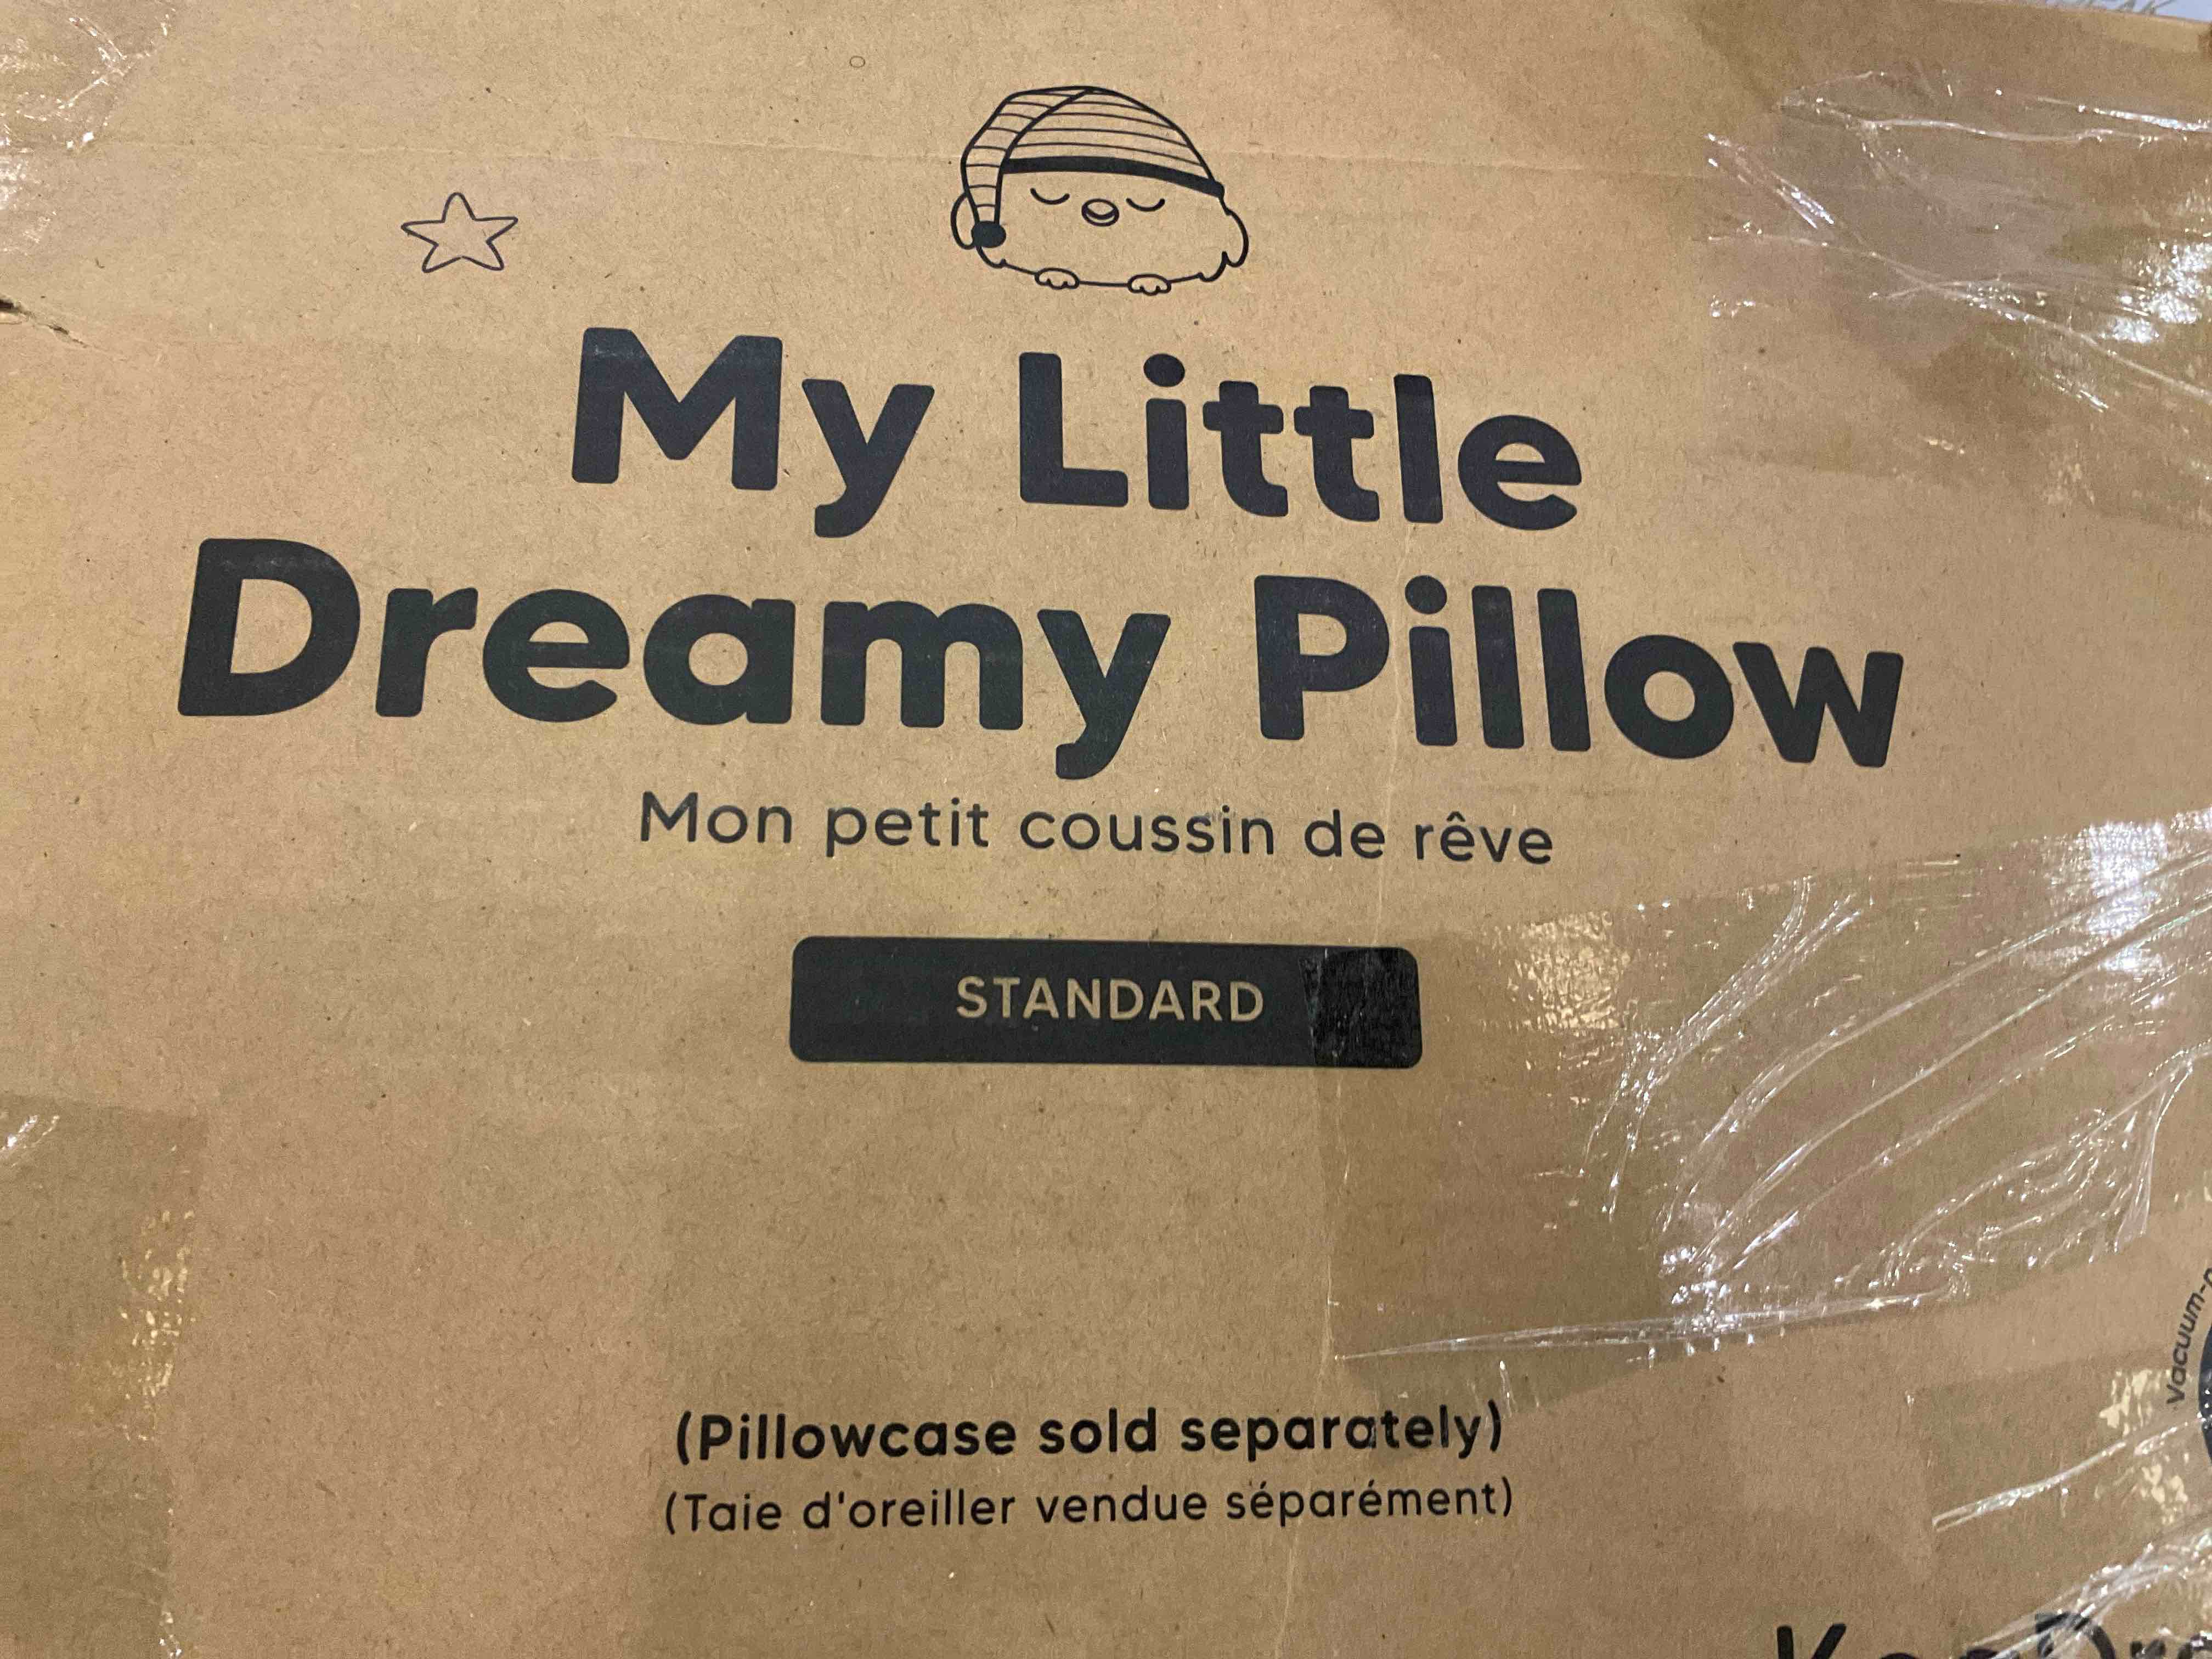 My Little
Dreamy Pillow
Mon petit coussin de rêve
STANDARD
(Pillowcase sold separately)
(Taie d'oreiller vendue séparément)